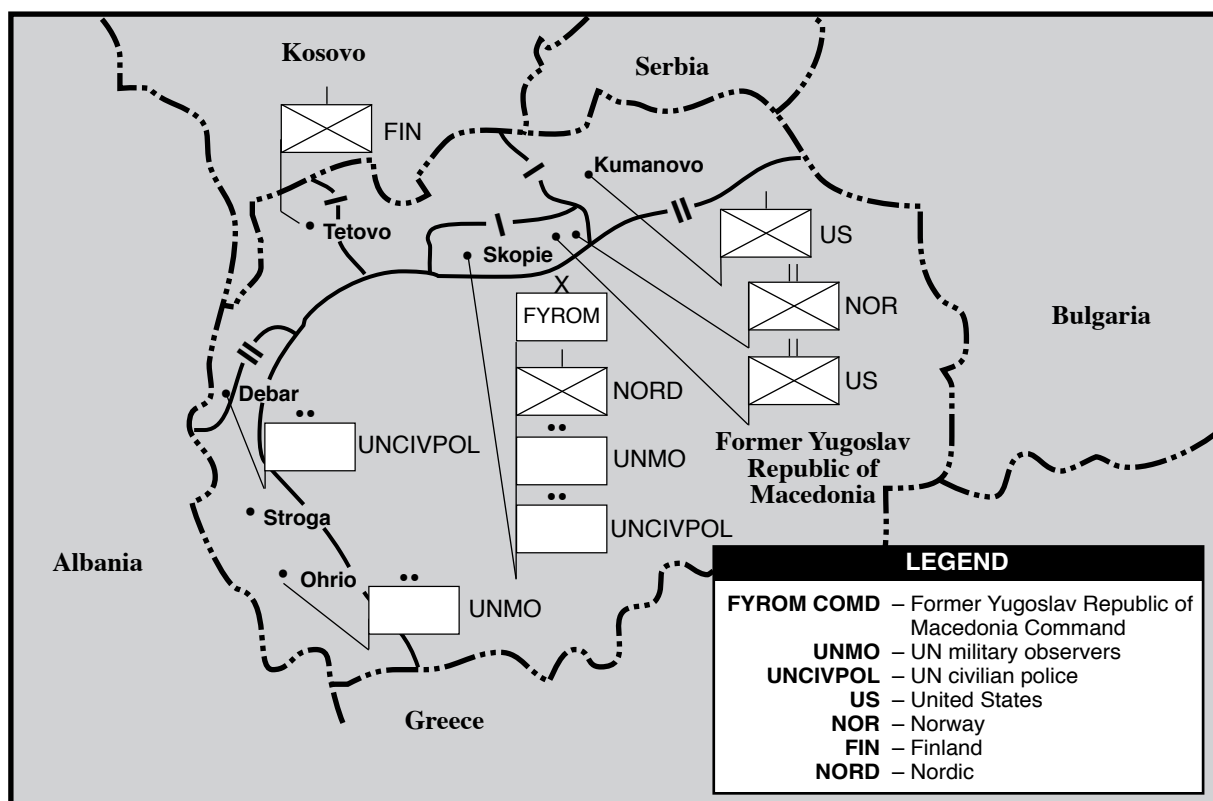 Kosovo
Serbia
FIN
Kumanovo
Tetovo
US
Skopie
X
FYROM
NOR
Bulgaria
NORD
US
Debar
UNCIVPOL
UNMO
Former Yugoslav
Republic of
Macedonia
Stroga
UNCIVPOL
Albania
Ohrio
UNMO
Greece
LEGEND
FYROM COMD – Former Yugoslav Republic of
Macedonia Command
UNMO – UN military observers
UNCIVPOL – UN civilian police
US – United States
NOR – Norway
FIN – Finland
NORD – Nordic